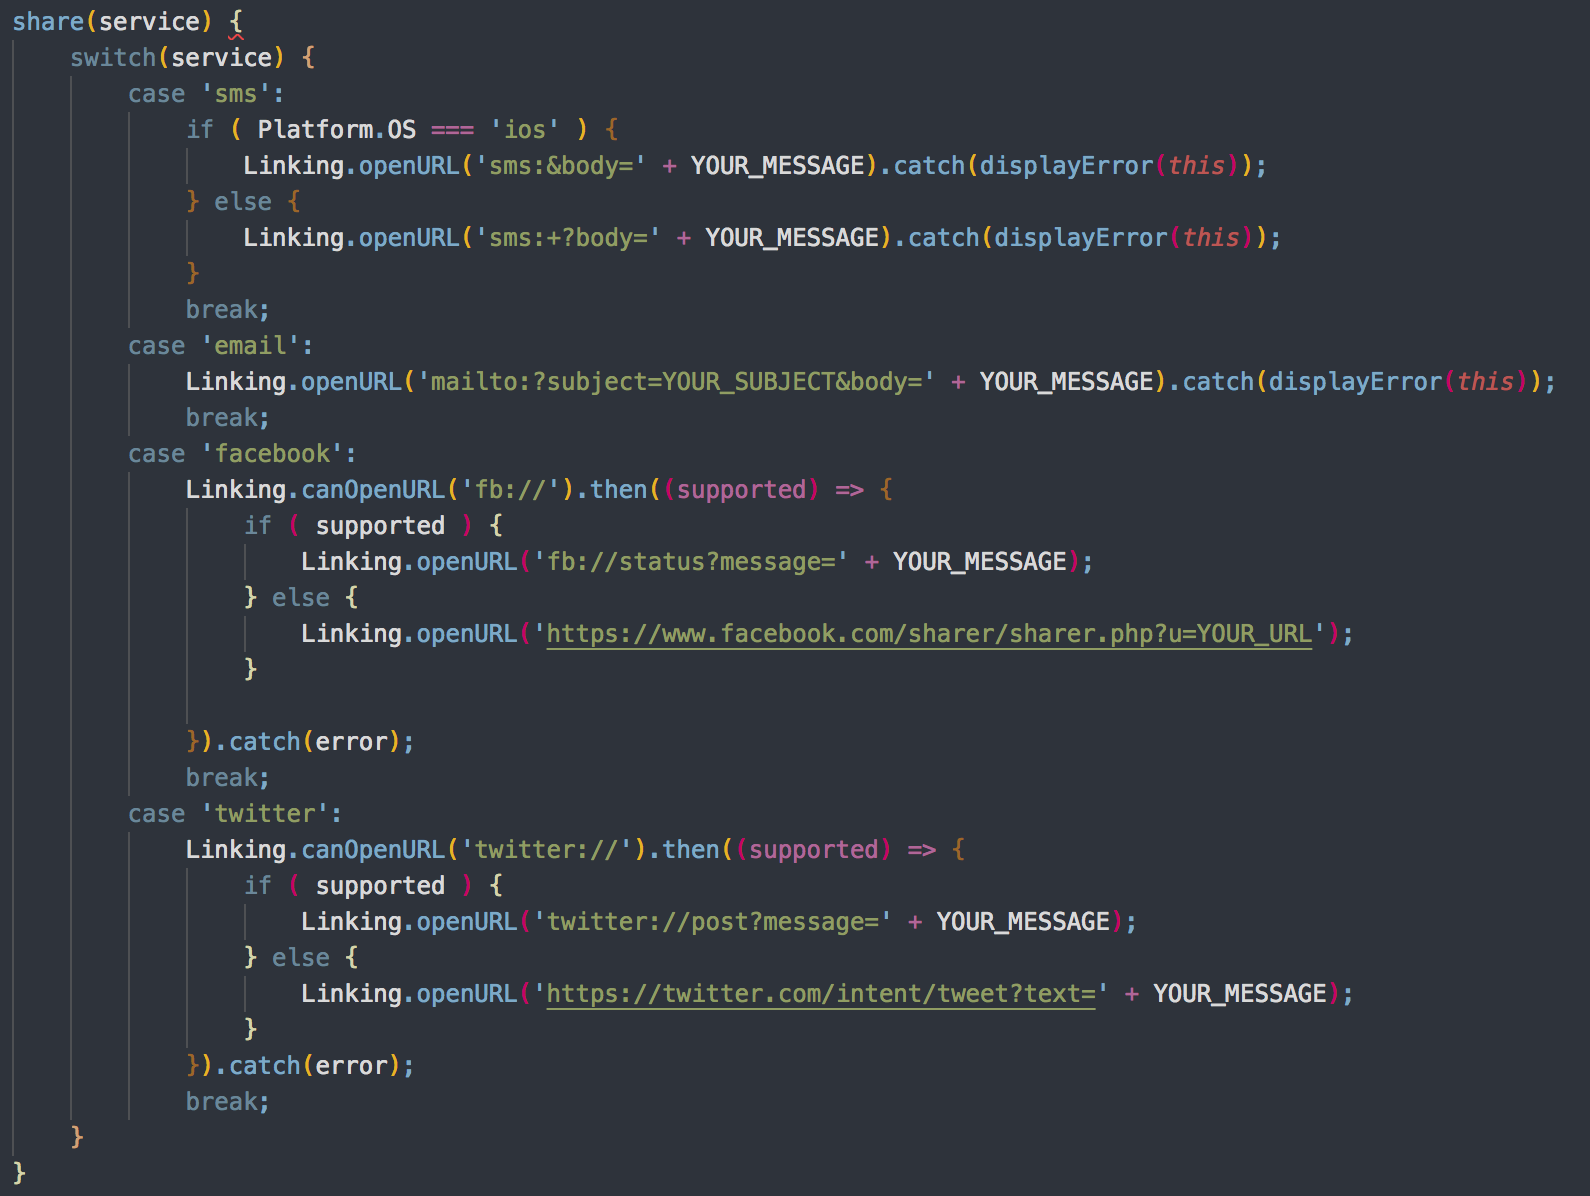 share(service) {
    switch(service) {
        case 'sms':
            if ( Platform.OS === 'ios' ) {
                Linking.openURL('sms:&body=' + YOUR_MESSAGE).catch(displayError(this));
            } else {
                Linking.openURL('sms:+?body=' + YOUR_MESSAGE).catch(displayError(this));
            }
            break;
        case 'email':
            Linking.openURL('mailto:?subject=YOUR_SUBJECT&body=' + YOUR_MESSAGE).catch(displayError(this));
            break;
        case 'facebook':
            Linking.canOpenURL('fb://').then((supported) => {
                if ( supported ) {
                    Linking.openURL('fb://status?message=' + YOUR_MESSAGE);
                } else {
                    Linking.openURL('https://www.facebook.com/sharer/sharer.php?u=YOUR_URL');
                }

            }).catch(error);
            break;
        case 'twitter':
            Linking.canOpenURL('twitter://').then((supported) => {
                if ( supported ) {
                    Linking.openURL('twitter://post?message=' + YOUR_MESSAGE);
                } else {
                    Linking.openURL('https://twitter.com/intent/tweet?text=' + YOUR_MESSAGE);
                }
            }).catch(error);
            break;
    }
}